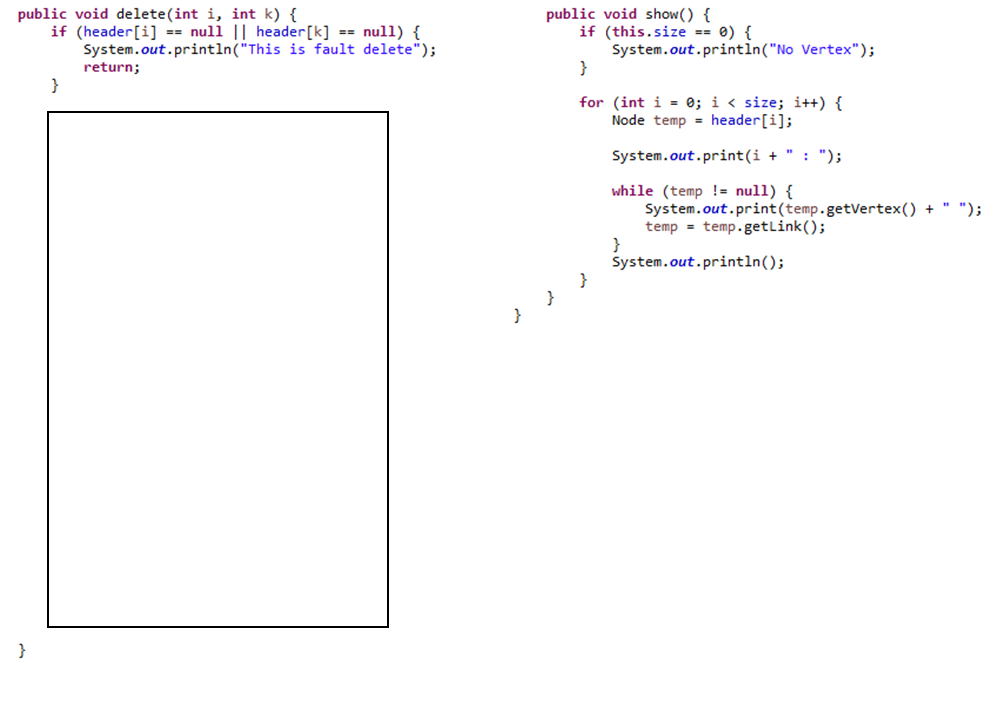 public void delete(int i, int k) {
if (header[i] == null || header[k] == null) {
System.out.println("This is fault delete");
return;
}
}
public void show() {
if (this.size == 0) {
System.out.println("No Vertex");
}
for (int i = 0; i < size; i++) {
Node temp = header[i];
System.out.print(i + " : ");
while (temp != null) {
System.out.print(temp.getVertex() + " ");
temp = temp.getLink();
}
System.out.println();
}
}
}